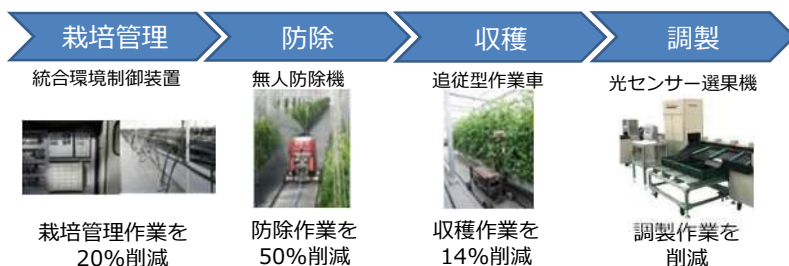 栽培管理
防除
収穫
調製
統合環境制御装置
無人防除機
追従型作業車
光センサー選果機
栽培管理作業を
20%削減
防除作業を
50%削減
収穫作業を
14%削減
調製作業を
削減